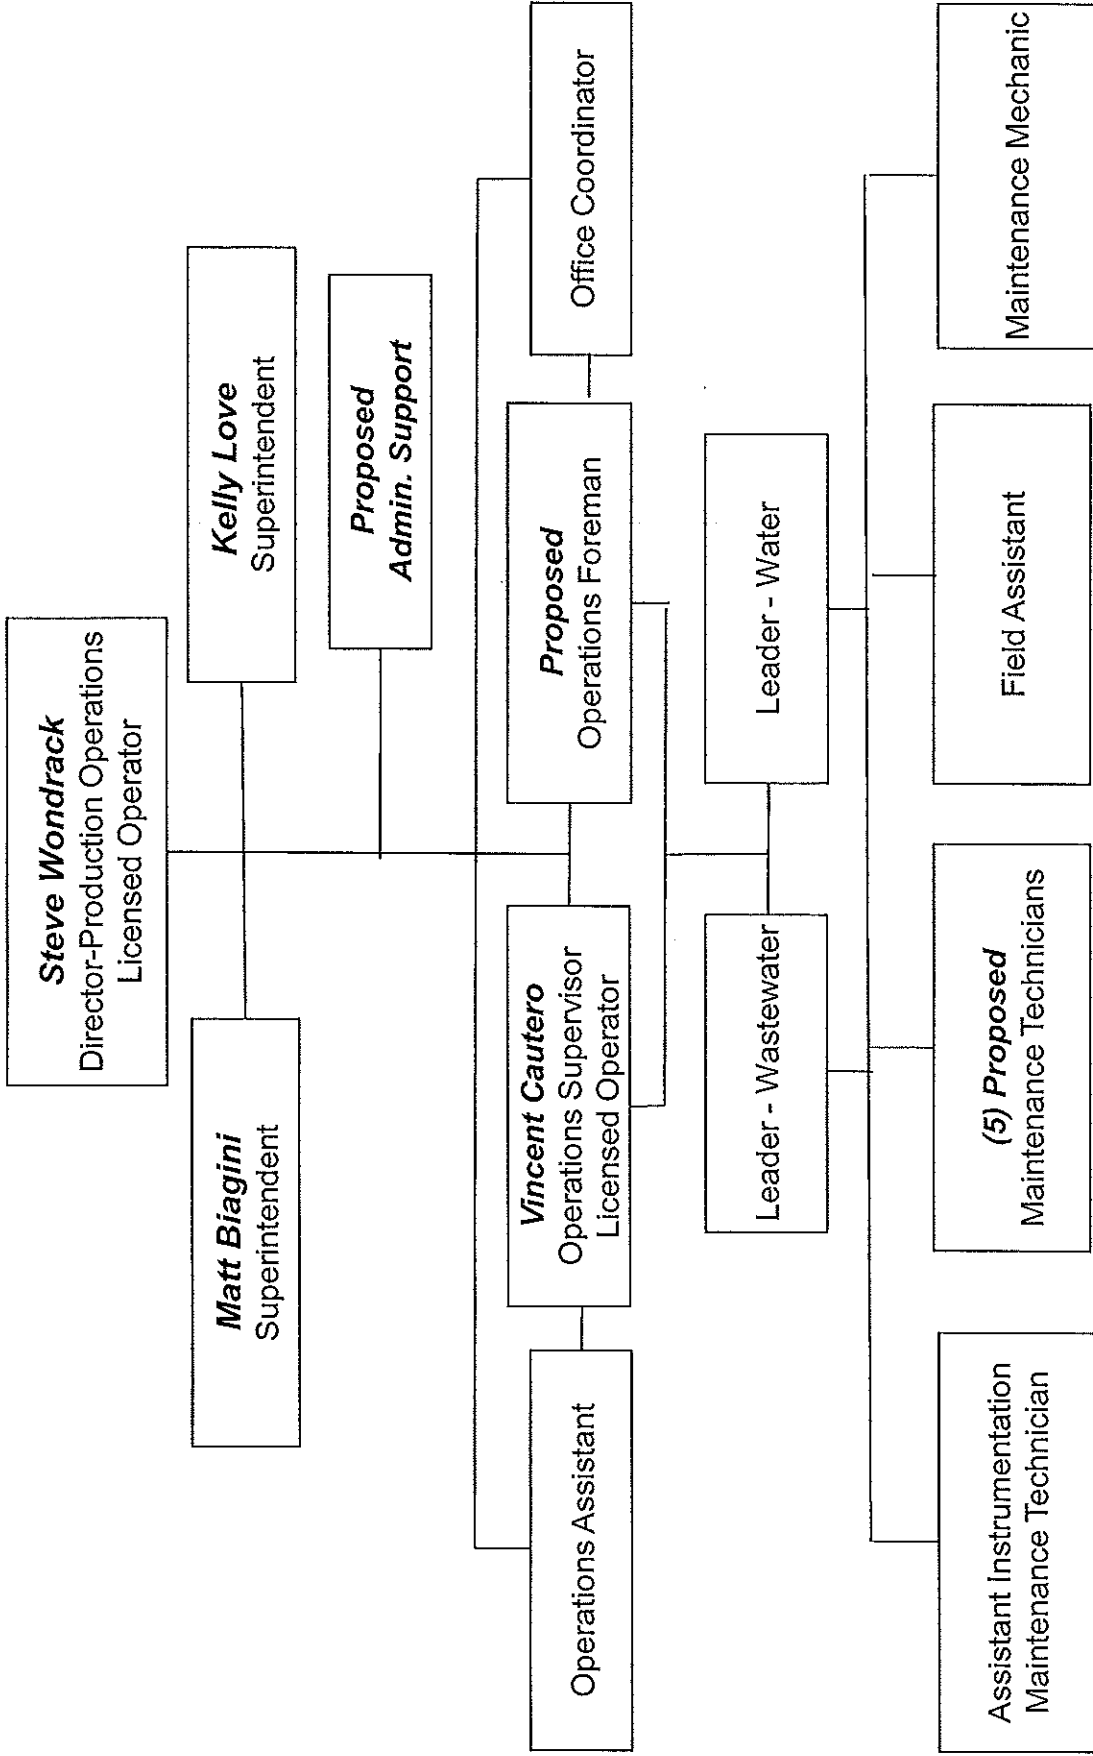 Steve Wondrack
Director-Production Operations
Licensed Operator
Matt Biagini
Superintendent
Kelly Love
Superintendent
Proposed
Admin. Support
Operations Assistant
Vincent Cautero
Operations Supervisor
Licensed Operator
Proposed
Operations Foreman
Office Coordinator
Leader - Wastewater
Leader - Water
Assistant Instrumentation
Maintenance Technician
(5) Proposed
Maintenance Technicians
Field Assistant
Maintenance Mechanic